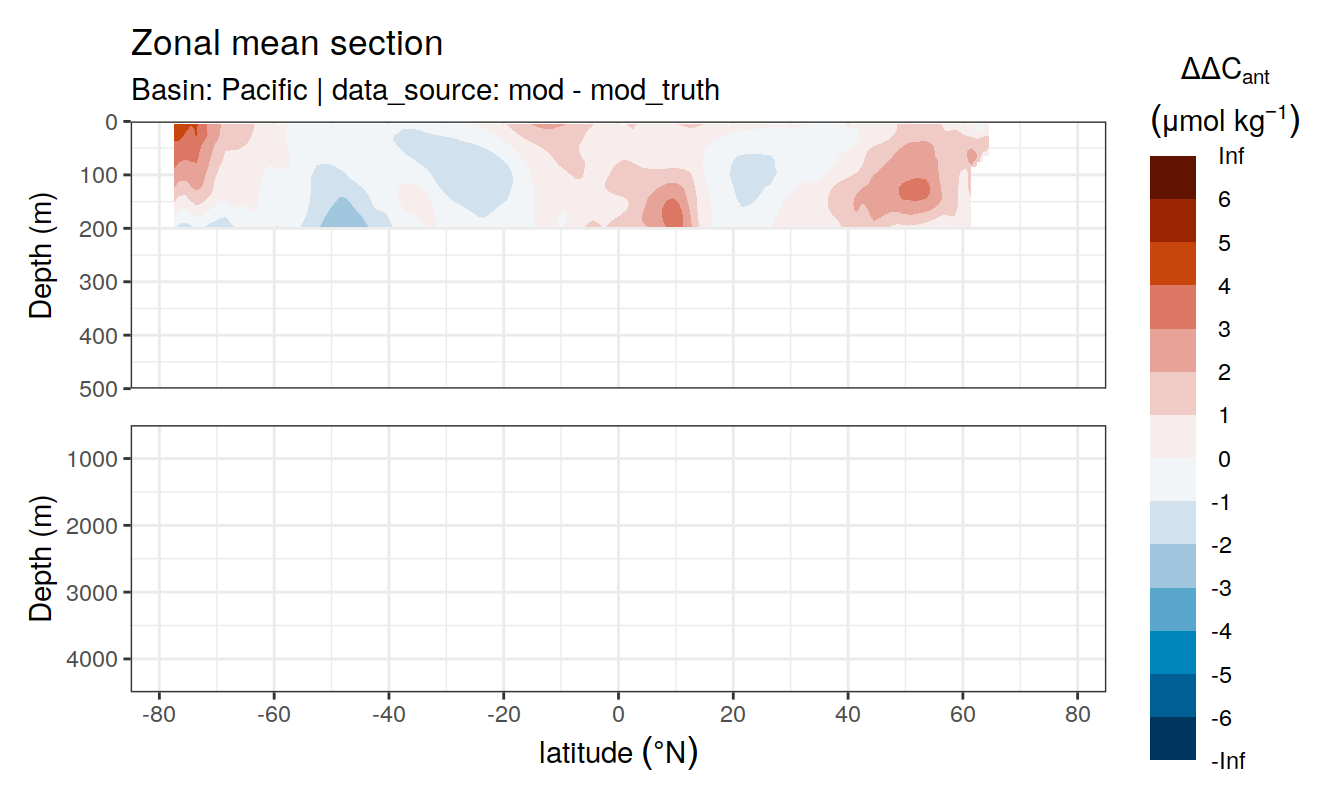 Zonal mean section
Basin: Pacific | data_source: mod - mod_truth
ΔΔCant
(μmol kg⁻¹)
Inf
6
5
4
3
2
1
0
-1
-2
-3
-4
-5
-6
-Inf
Depth (m)
0
100
200
300
400
500
Depth (m)
1000
2000
3000
4000
-80 -60 -40 -20 0 20 40 60 80
latitude (°N)